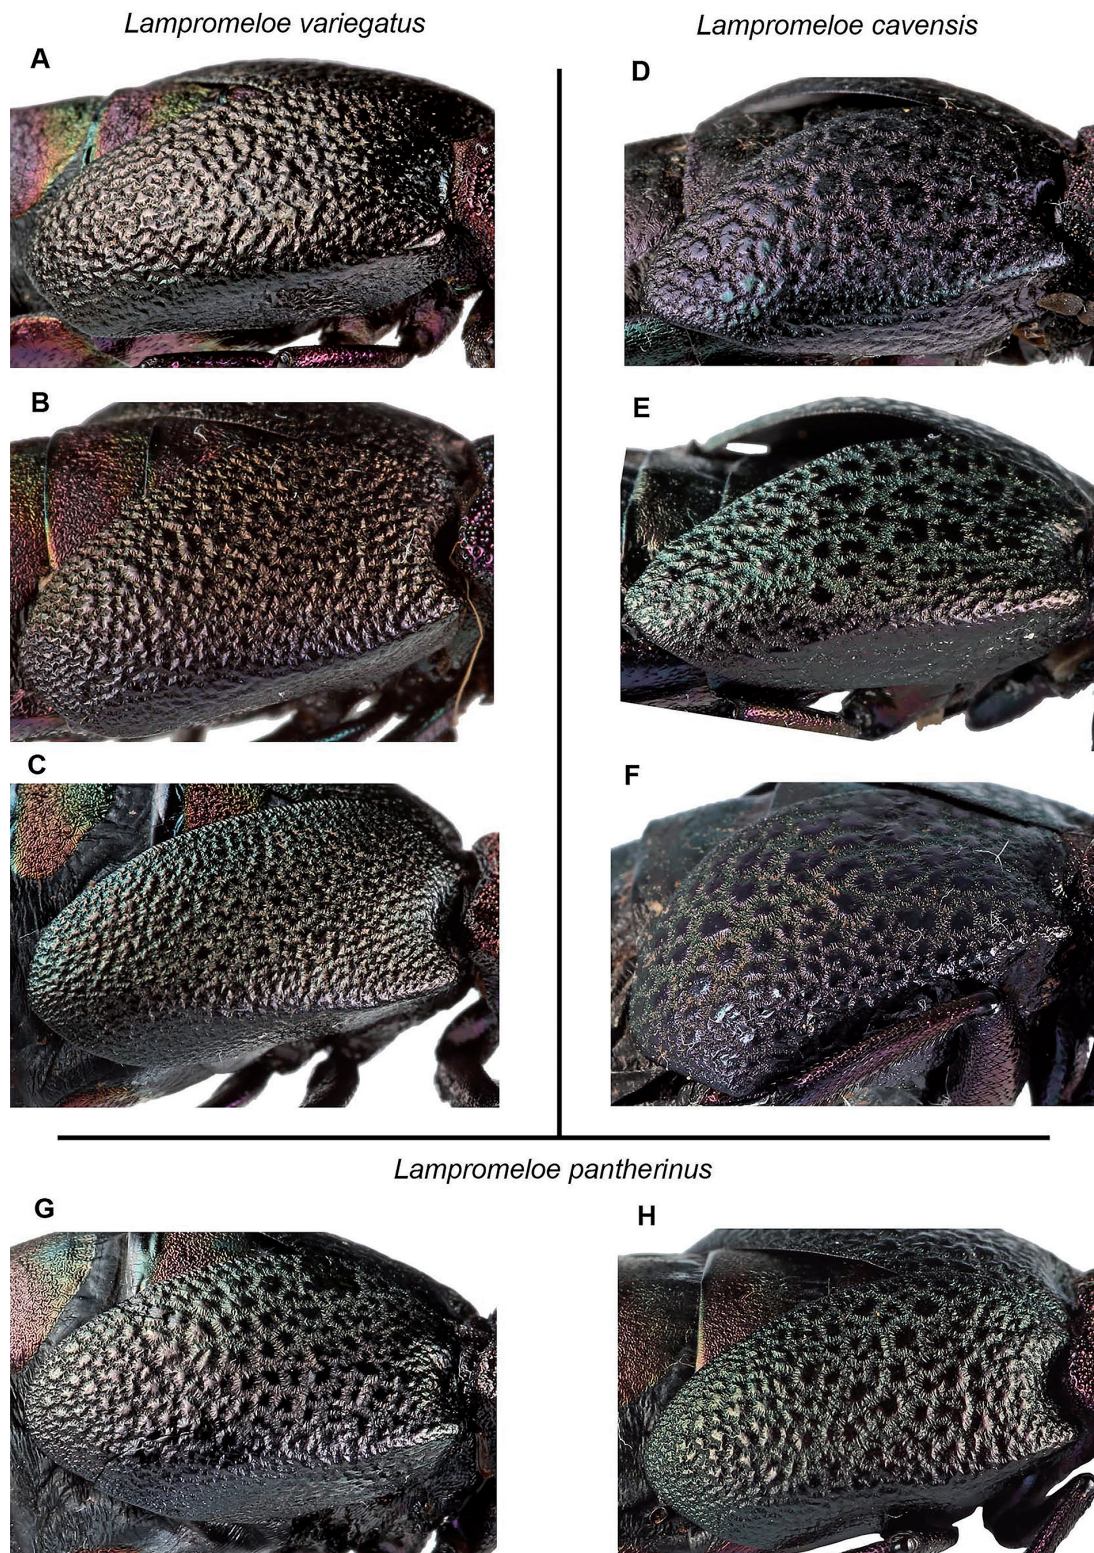 Lampromeloe variegatus
Lampromeloe cavensis
A
D
B
E
C
F
Lampromeloe pantherinus
G
H